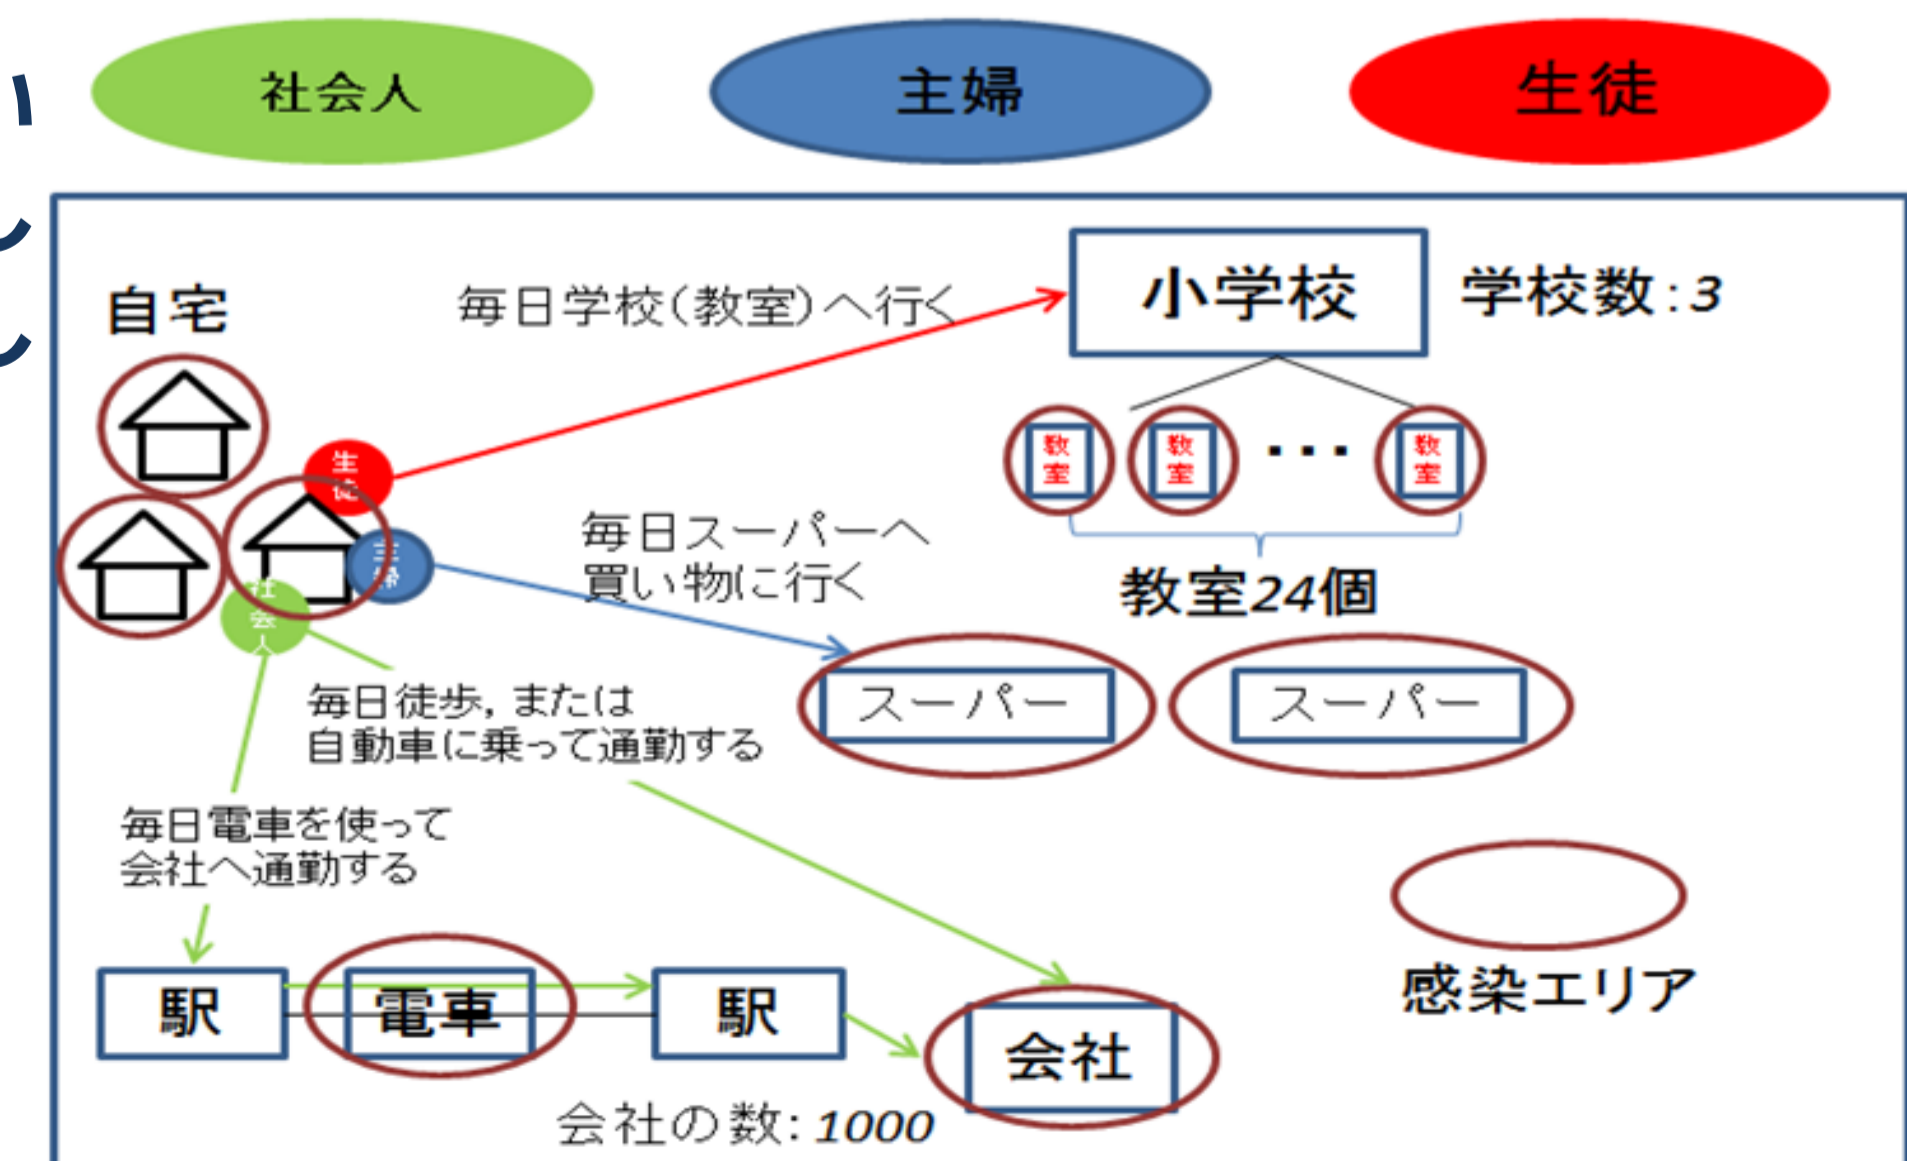 社会人
主婦
生徒
い
し
し
自宅
毎日学校(教室)へ行く
小学校
学校数:3
生徒
教室
教室
・・・
教室
毎日スーパーへ
買い物に行く
主婦
教室24個
社会人
スーパー
スーパー
毎日徒歩，または
自動車に乗って通勤する
毎日電車を使って
会社へ通勤する
感染エリア
駅
電車
駅
会社
会社の数:1000